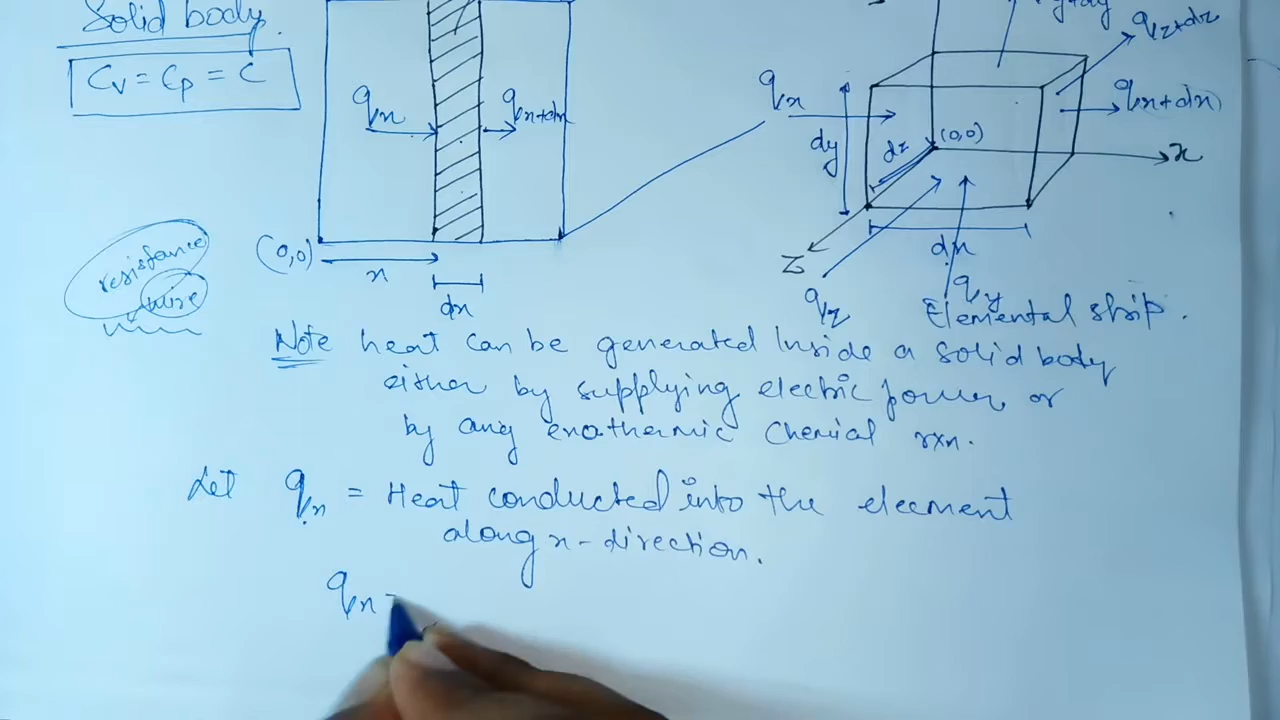 Solid body.
Cv = Cp = C
qx
qx+dx
(0,0)
x
dx
resistance
wire
qz+dz
qx
qx+dx
dy
dz
(0,0)
x
z
dx
qz
qy
Elemental strip.
Note heat can be generated Inside a solid body
either by supplying electric power or
by any exothermic Chemical rxn.
Let qx = Heat conducted into the element
along x-direction.
qx =